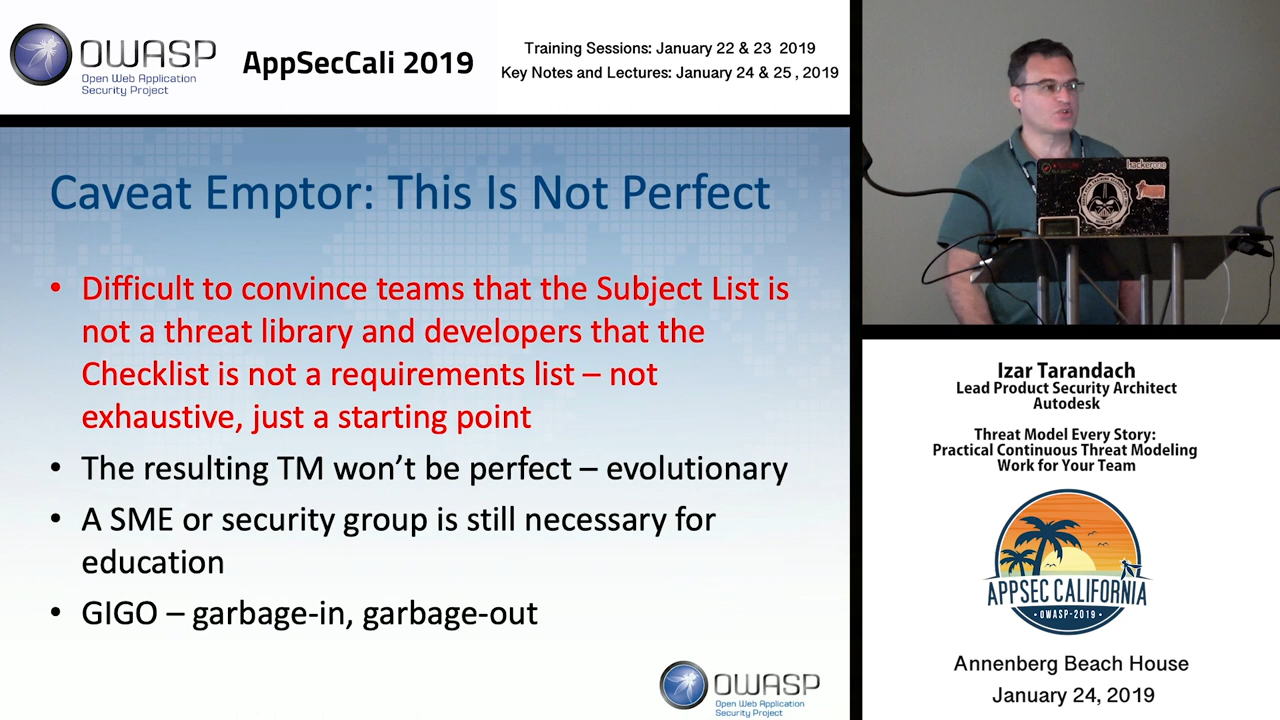 OWASP
Open Web Application
Security Project
AppSecCali 2019
Training Sessions: January 22 & 23 2019
Key Notes and Lectures: January 24 & 25 , 2019
Caveat Emptor: This Is Not Perfect
• Difficult to convince teams that the Subject List is
not a threat library and developers that the
Checklist is not a requirements list – not
exhaustive, just a starting point
• The resulting TM won’t be perfect – evolutionary
• A SME or security group is still necessary for
education
• GIGO – garbage-in, garbage-out
OWASP
Open Web Application
Security Project
hackerone
Izar Tarandach
Lead Product Security Architect
Autodesk
Threat Model Every Story:
Practical Continuous Threat Modeling
Work for Your Team
APPSEC CALIFORNIA
• OWASP-2019 •
Annenberg Beach House
January 24, 2019